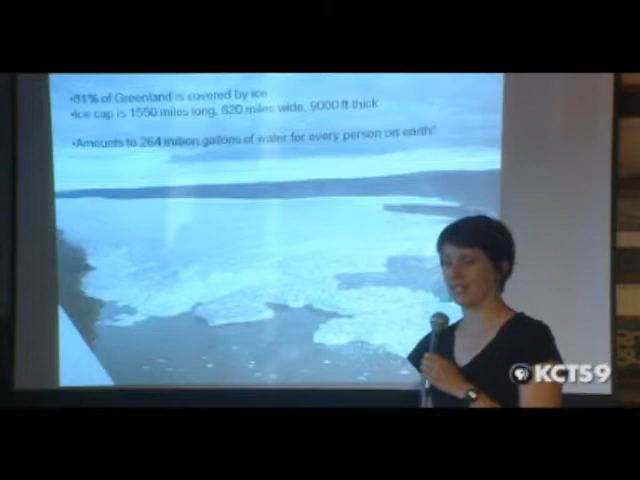 •81% of Greenland is covered by ice
•Ice cap is 1550 miles long, 620 miles wide, 9000 ft thick
•Amounts to 264 million gallons of water for every person on earth!
KCTS9